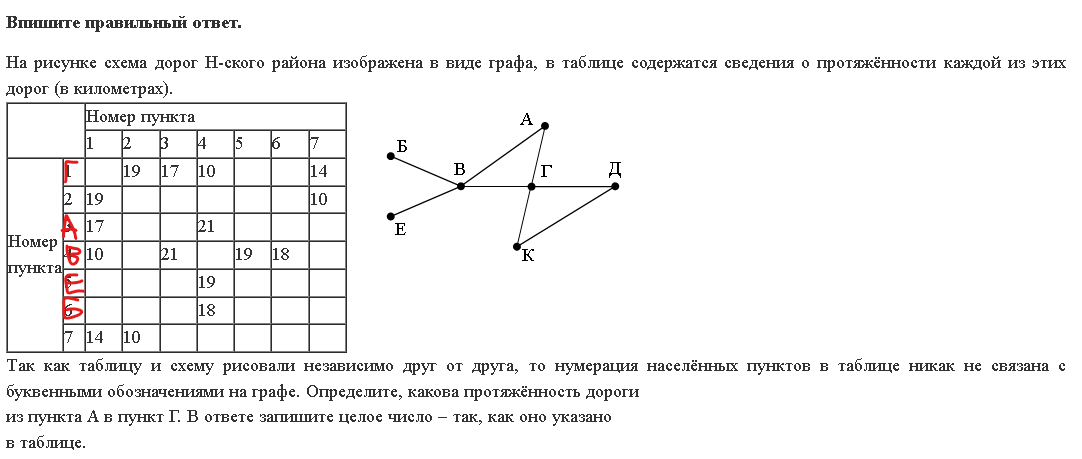 Впишите правильный ответ.
На рисунке схема дорог Н-ского района изображена в виде графа, в таблице содержатся сведения о протяжённости каждой из этих
дорог (в километрах).
Номер пункта
1 2 3 4 5 6 7
Номер пункта
Г 1 19 17 10 14
2 19 10
А 17 21
В 10 21 19 18
Е 19
Б 6 18
7 14 10
А
Б
В
Г
Д
Е
К
Так как таблицу и схему рисовали независимо друг от друга, то нумерация населённых пунктов в таблице никак не связана с
буквенными обозначениями на графе. Определите, какова протяжённость дороги
из пункта А в пункт Г. В ответе запишите целое число – так, как оно указано
в таблице.